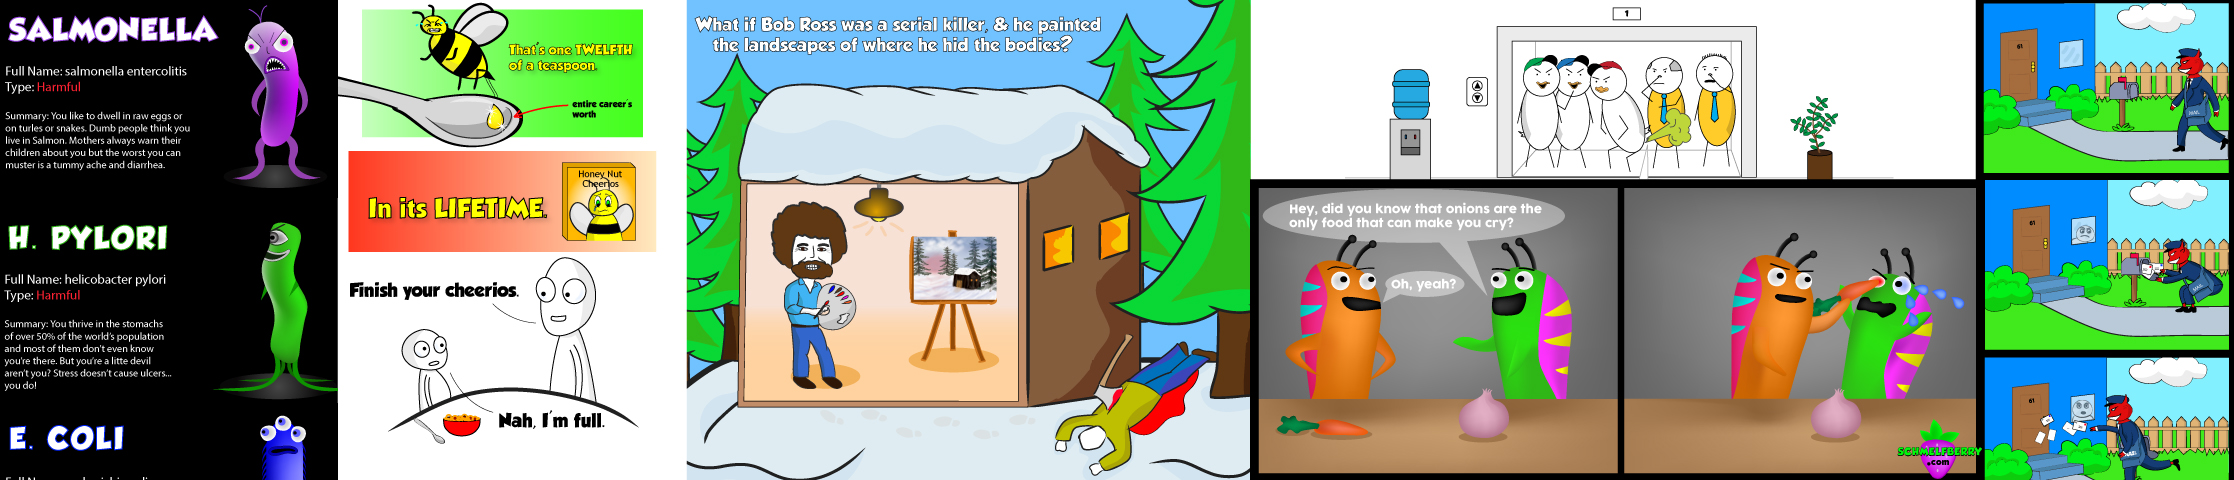 SALMONELLA
Full Name: salmonella entercolitis
Type: Harmful
Summary: You like to dwell in raw eggs or
on turles or snakes. Dumb people think you
live in Salmon. Mothers always warn their
children about you but the worst you can
muster is a tummy ache and diarrhea.
H. PYLORI
Full Name: helicobacter pylori
Type: Harmful
Summary: You thrive in the stomachs
of over 50% of the world's population
and most of them don't even know
you're there. But you're a litte devil
aren't you? Stress doesn't cause ulcers...
you do!
E. COLI
That's one TWELFTH
of a teaspoon.
entire career's
worth
In its LIFETIME.
Honey Nut
Cheerios
Finish your cheerios.
Nah, I'm full.
What if Bob Ross was a serial killer, & he painted
the landscapes of where he hid the bodies?
1
Hey, did you know that onions are the
only food that can make you cry?
Oh, yeah?
SCHMELFBERRY
.com
61
MAIL
61
MAIL
61
MAIL